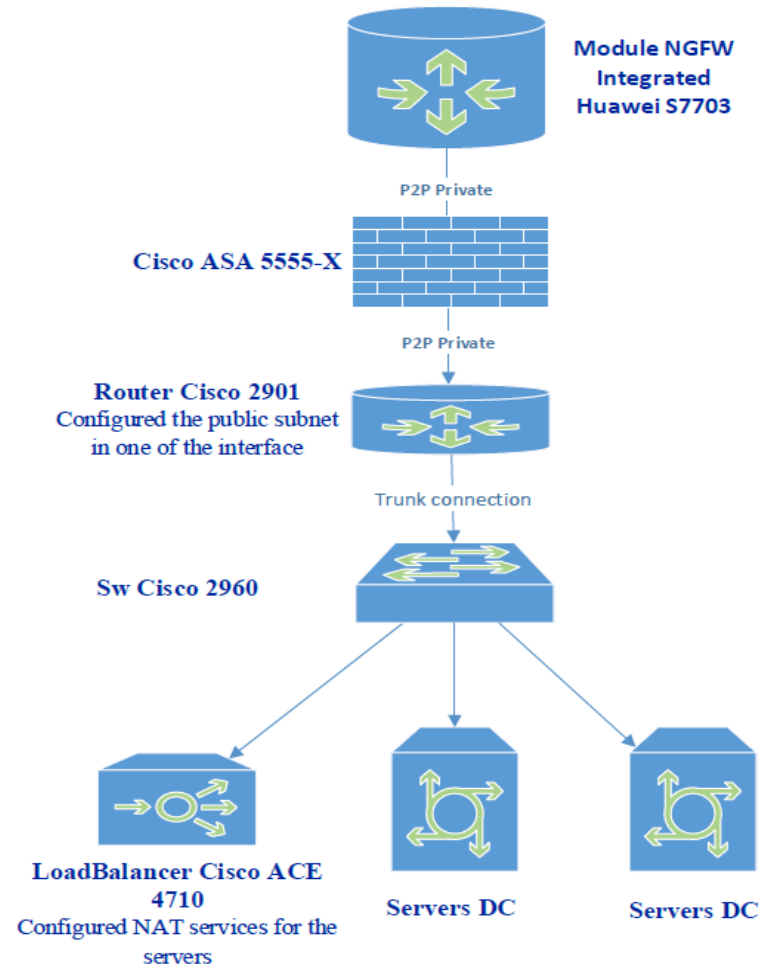 Module NGFW
Integrated
Huawei S7703
P2P Private
Cisco ASA 5555-X
P2P Private
Router Cisco 2901
Configured the public subnet
in one of the interface
Trunk connection
Sw Cisco 2960
LoadBalancer Cisco ACE
4710
Configured NAT services for the
servers
Servers DC
Servers DC